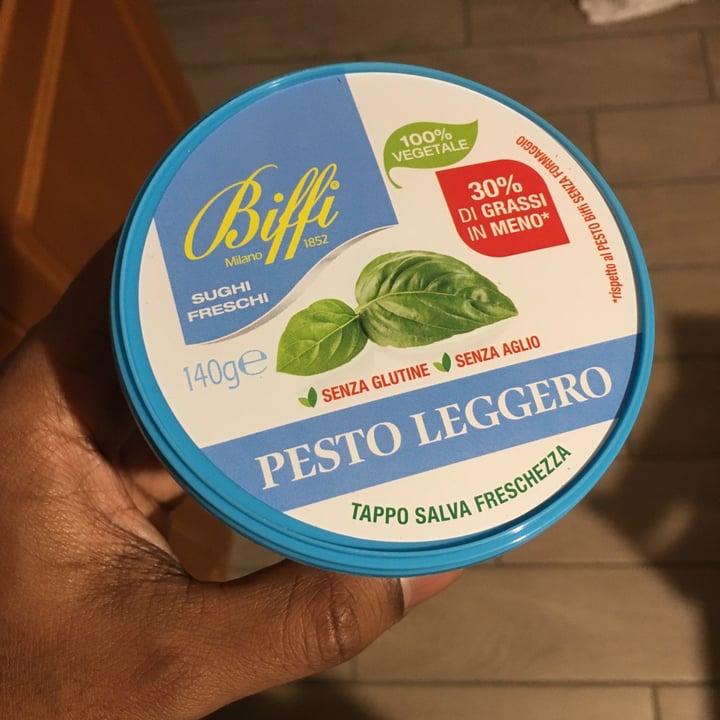 Biffi
Milano 1852
SUGHI
FRESCHI
100%
VEGETALE
30%
DI GRASSI
IN MENO*
*rispetto al PESTO BIFFI SENZA FORMAGGIO
140g℮
SENZA GLUTINE
SENZA AGLIO
PESTO LEGGERO
TAPPO SALVA FRESCHEZZA